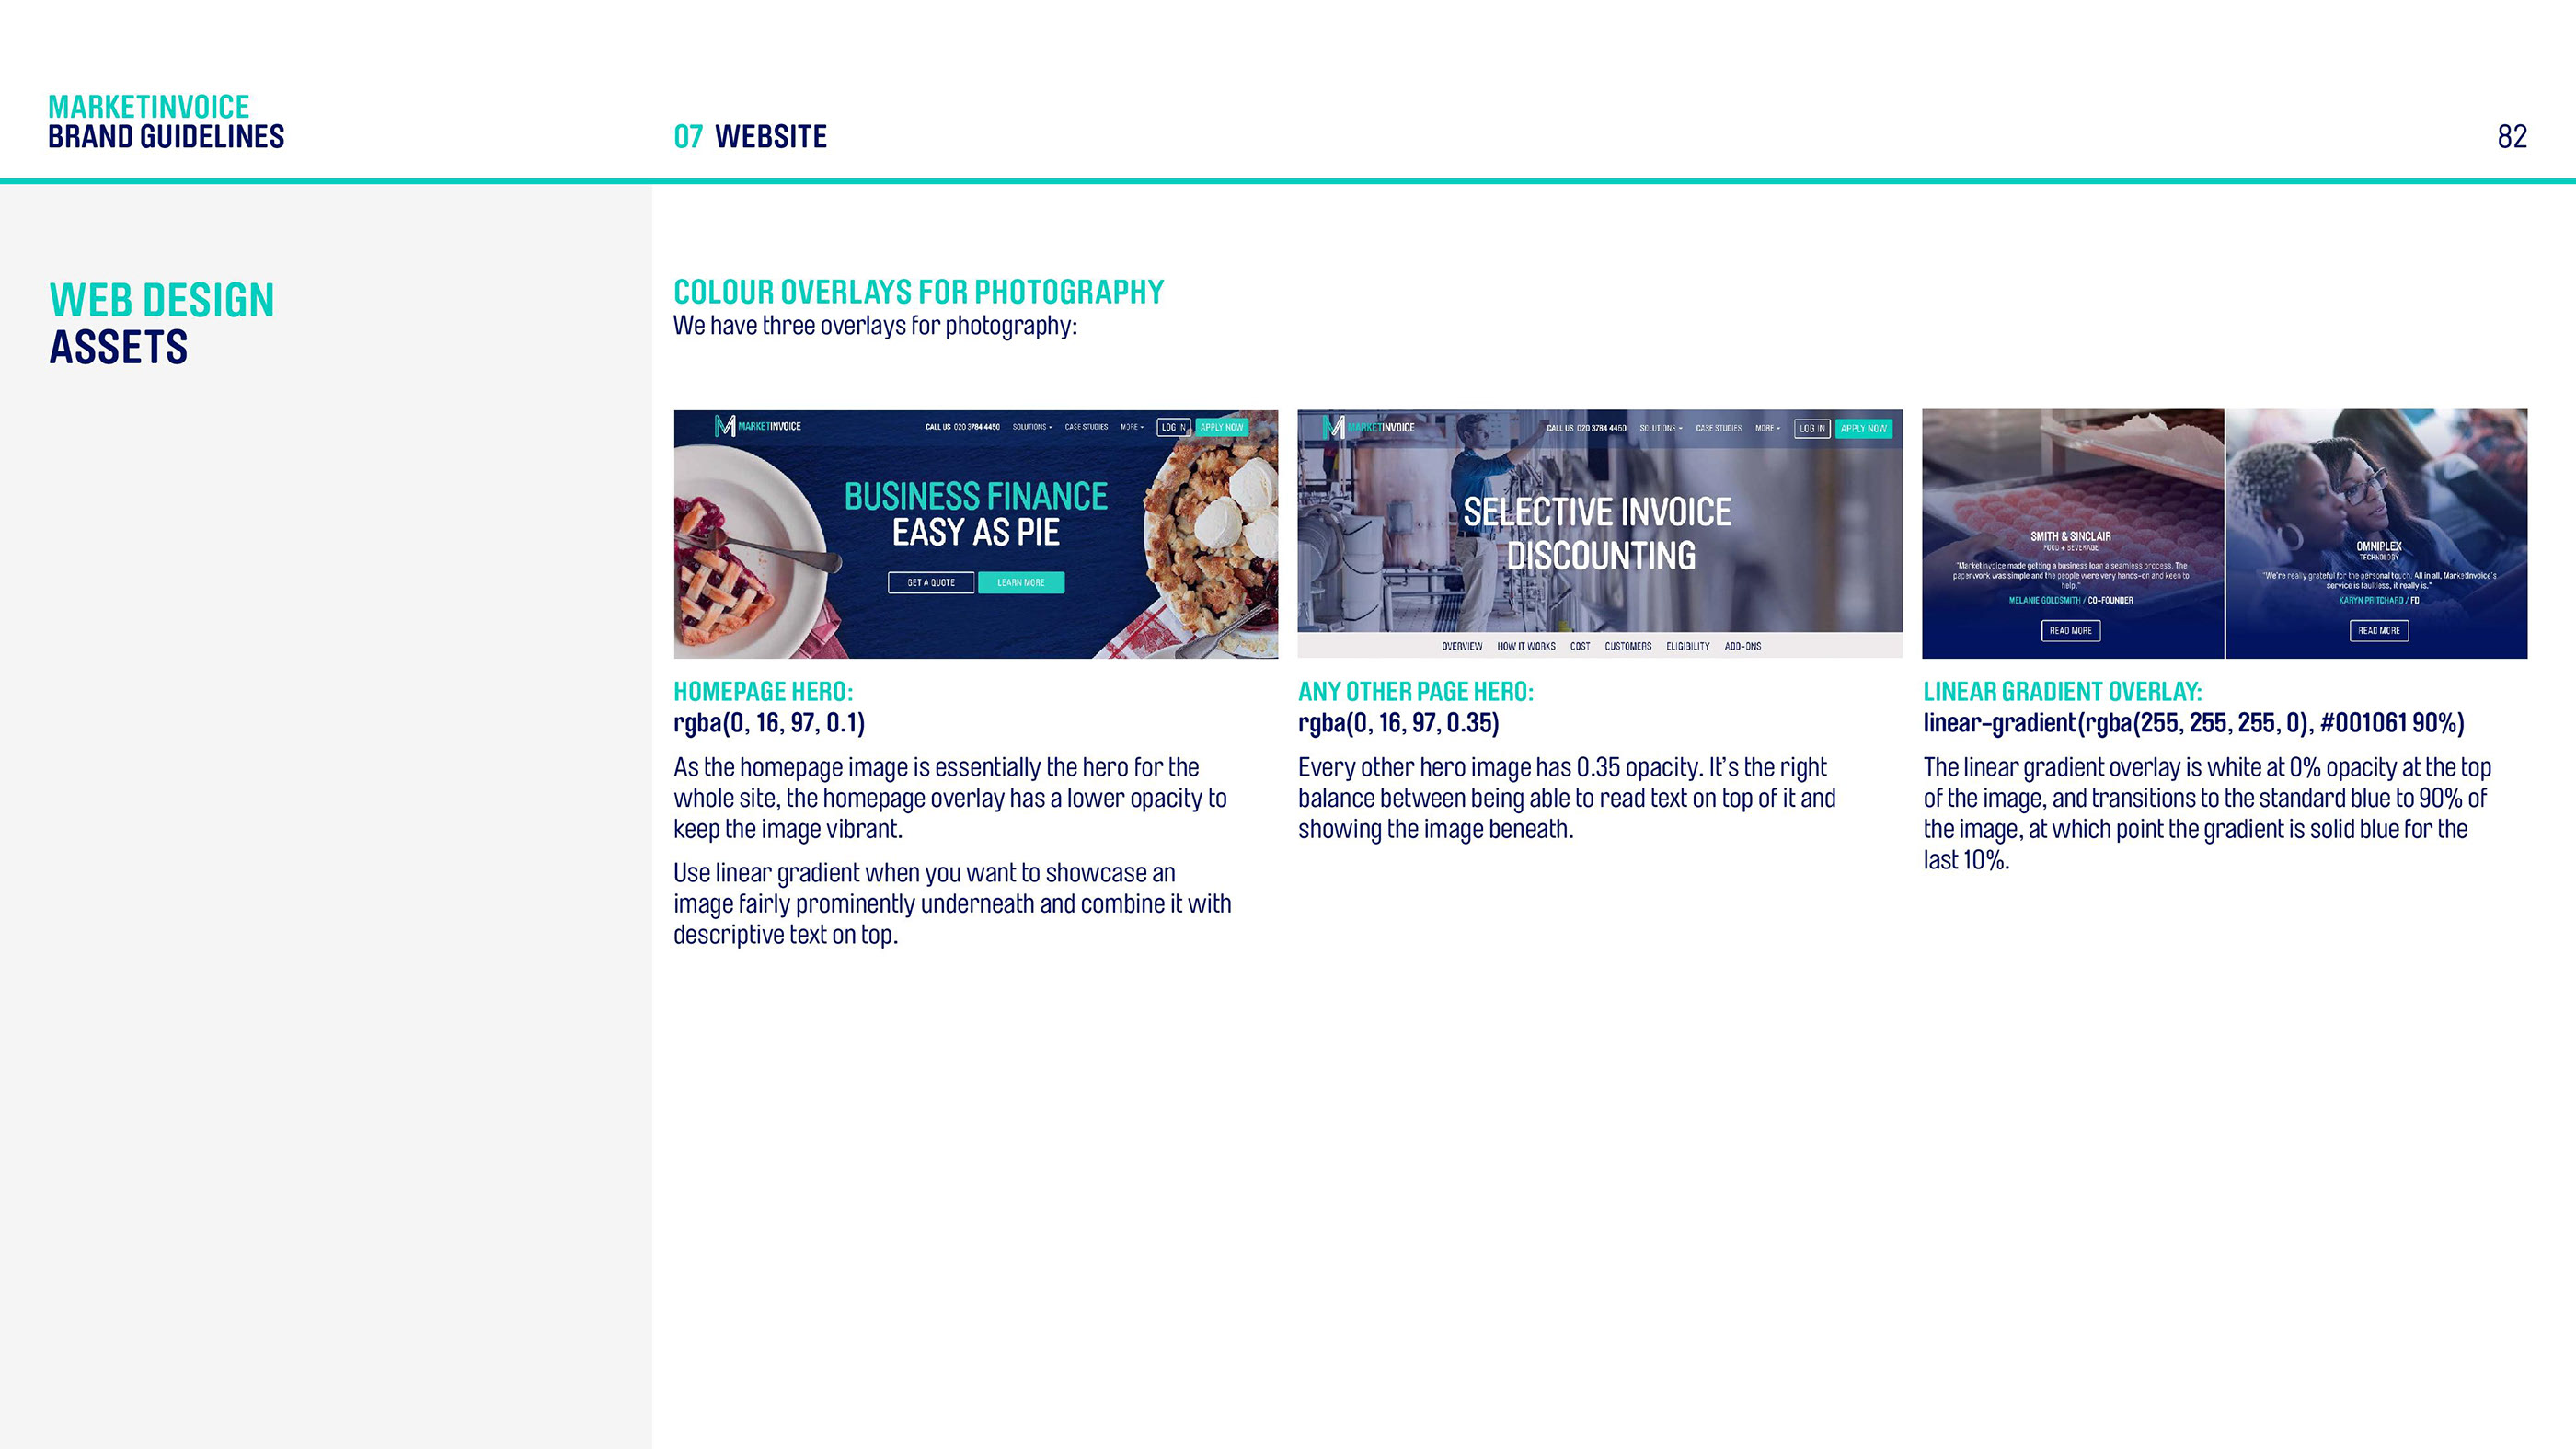 MARKETINVOICE
BRAND GUIDELINES
07 WEBSITE
82
WEB DESIGN
ASSETS
COLOUR OVERLAYS FOR PHOTOGRAPHY
We have three overlays for photography:
MARKETINVOICE
CALL US 020 3784 4450 SOLUTIONS CASE STUDIES MORE LOG IN APPLY NOW
BUSINESS FINANCE
EASY AS PIE
GET A QUOTE LEARN MORE
MARKETINVOICE
CALL US 020 3784 4450 SOLUTIONS CASE STUDIES MORE LOG IN APPLY NOW
SELECTIVE INVOICE
DISCOUNTING
OVERVIEW HOW IT WORKS COST CUSTOMERS ELIGIBILITY ADD-ONS
SMITH & SINCLAIR
FOOD + BEVERAGE
"MarketInvoice made getting a business loan a seamless process. The
paperwork was simple and the people were very hands-on and keen to
help."
MELANIE GOLDSMITH / CO-FOUNDER
READ MORE
OMNIPLEX
TECHNOLOGY
"We're really grateful for the personal touch. All in all, MarketInvoice's
service is faultless, it really is."
KARYN PRITCHARD / FD
READ MORE
HOMEPAGE HERO:
rgba(0, 16, 97, 0.1)
As the homepage image is essentially the hero for the
whole site, the homepage overlay has a lower opacity to
keep the image vibrant.
Use linear gradient when you want to showcase an
image fairly prominently underneath and combine it with
descriptive text on top.
ANY OTHER PAGE HERO:
rgba(0, 16, 97, 0.35)
Every other hero image has 0.35 opacity. It's the right
balance between being able to read text on top of it and
showing the image beneath.
LINEAR GRADIENT OVERLAY:
linear-gradient(rgba(255, 255, 255, 0), #001061 90%)
The linear gradient overlay is white at 0% opacity at the top
of the image, and transitions to the standard blue to 90% of
the image, at which point the gradient is solid blue for the
last 10%.